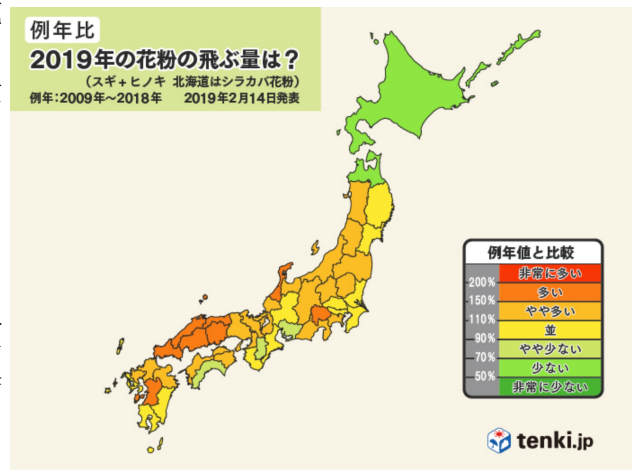 例年比
2019年の花粉の飛ぶ量は？
（スギ＋ヒノキ 北海道はシラカバ花粉）
例年：2009年～2018年 2019年2月14日発表
例年値と比較
非常に多い
200%
多い
150%
やや多い
110%
並
90%
やや少ない
70%
少ない
50%
非常に少ない
tenki.jp